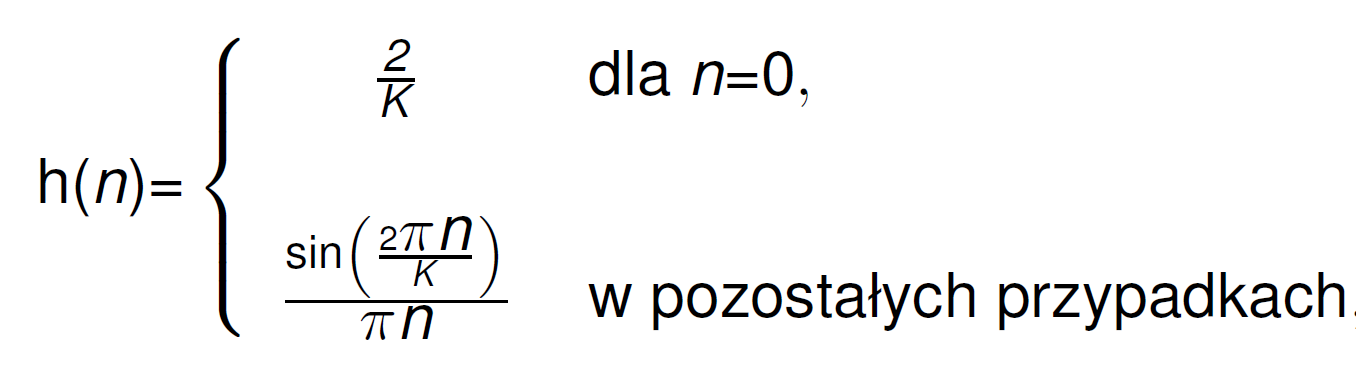 h(n)= { 2/K dla n=0,
sin(2πn/K)/πn w pozostałych przypadkach,